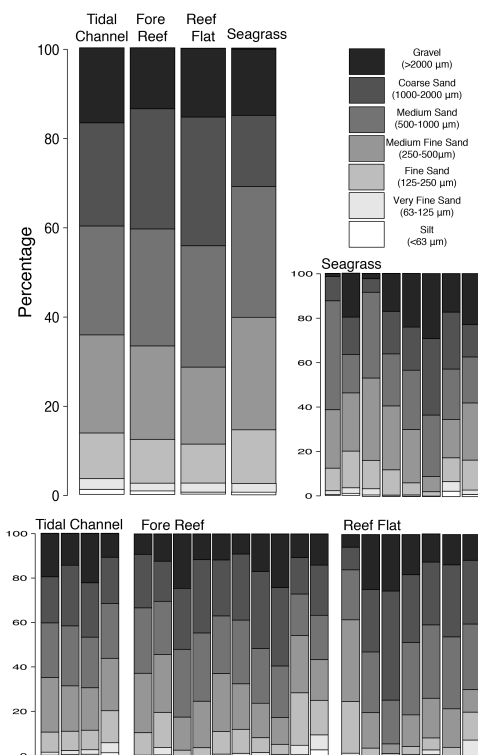 Tidal Channel
Fore Reef
Reef Flat
Seagrass
100
80
60
40
20
0
Percentage
Gravel
(>2000 µm)
Coarse Sand
(1000-2000 µm)
Medium Sand
(500-1000 µm)
Medium Fine Sand
(250-500µm)
Fine Sand
(125-250 µm)
Very Fine Sand
(63-125 µm)
Silt
(<63 µm)
Seagrass
100
80
60
40
20
0
Tidal Channel
Fore Reef
Reef Flat
100
80
60
40
20